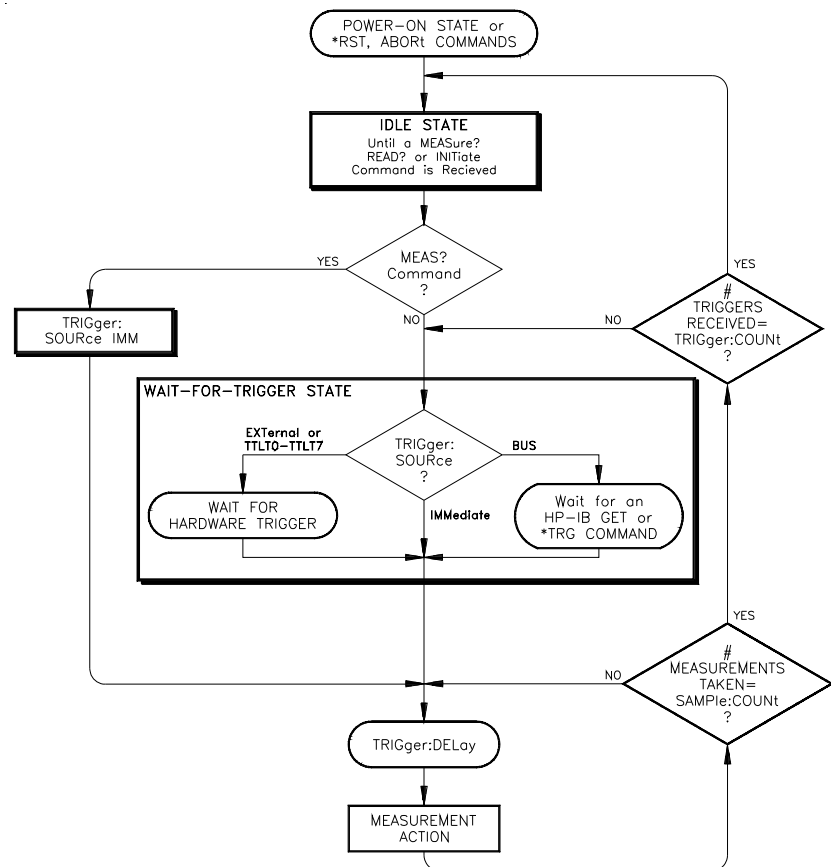 POWER-ON STATE or
*RST, ABORt COMMANDS
IDLE STATE
Until a MEASure?
READ? or INITiate
Command is Recieved
YES
MEAS?
Command
?
NO
TRIGger:
SOURce IMM
YES
#
TRIGGERS
RECEIVED=
TRIGger:COUNt
?
NO
WAIT-FOR-TRIGGER STATE
EXTernal or
TTLT0-TTLT7
TRIGger:
SOURce
?
BUS
WAIT FOR
HARDWARE TRIGGER
IMMediate
Wait for an
HP-IB GET or
*TRG COMMAND
YES
#
MEASUREMENTS
TAKEN=
SAMPle:COUNt
?
NO
TRIGger:DELay
MEASUREMENT
ACTION